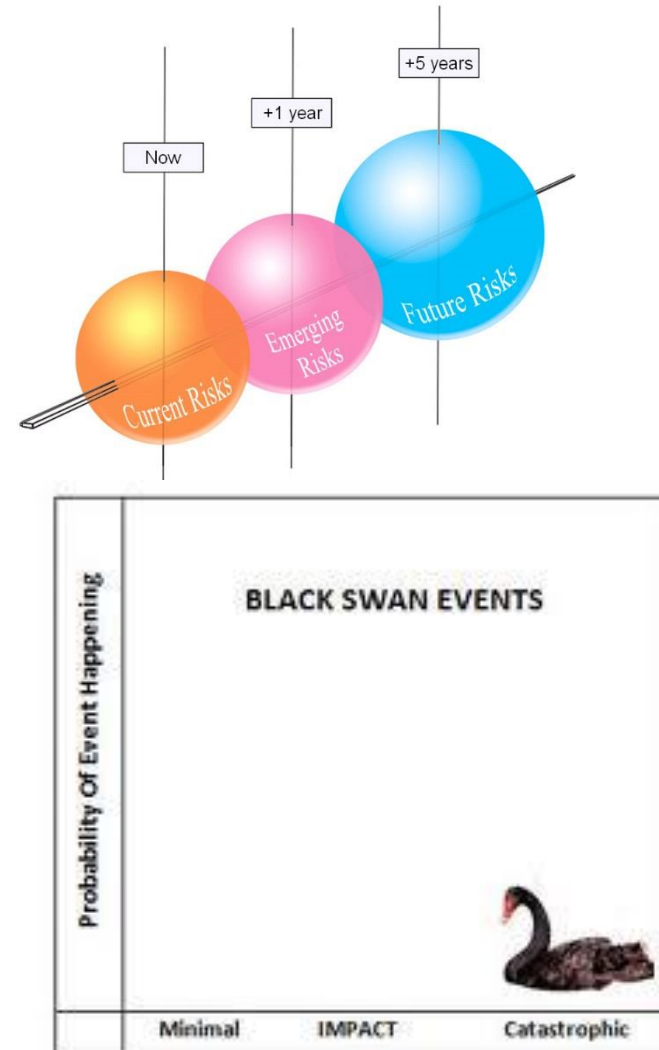 +5 years
+1 year
Now
Future Risks
Emerging
Risks
Current Risks
BLACK SWAN EVENTS
Probability Of Event Happening
Minimal IMPACT Catastrophic